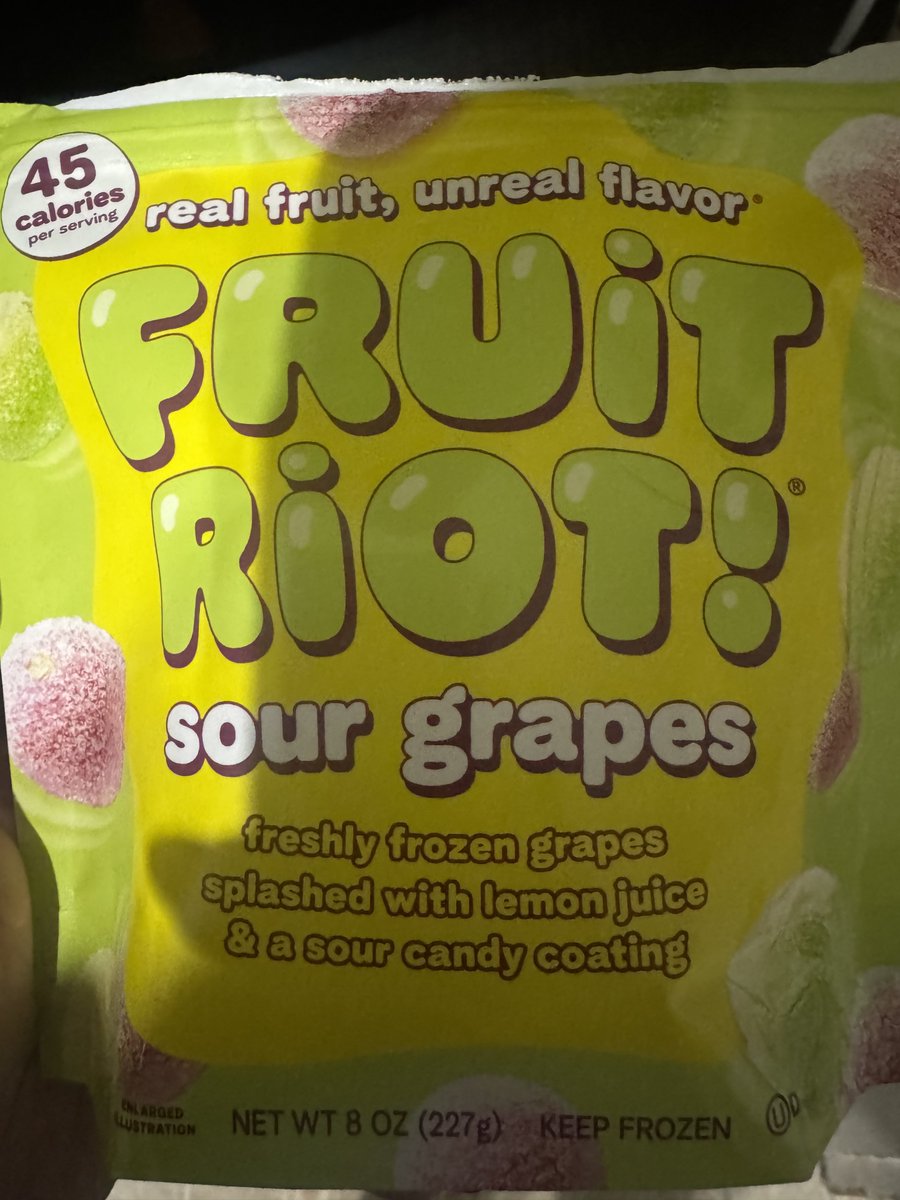 45
calories
per serving
real fruit, unreal flavor®
FRUiT
RiOT!®
sour grapes
freshly frozen grapes
splashed with lemon juice
& a sour candy coating
ENLARGED
ILLUSTRATION
NET WT 8 OZ (227g) KEEP FROZEN
U D